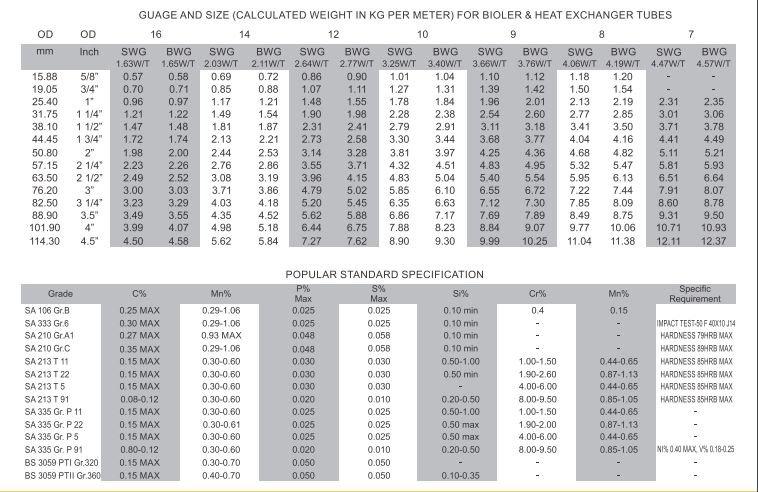 GUAGE AND SIZE (CALCULATED WEIGHT IN KG PER METER) FOR BIOLER & HEAT EXCHANGER TUBES
OD OD 16 14 12 10 9 8 7
mm Inch SWG BWG SWG BWG SWG BWG SWG BWG SWG BWG SWG BWG SWG BWG
1.63W/T 1.65W/T 2.03W/T 2.11W/T 2.64W/T 2.77W/T 3.25W/T 3.40W/T 3.66W/T 3.76W/T 4.06W/T 4.19W/T 4.47W/T 4.57W/T
15.88 5/8" 0.57 0.58 0.69 0.72 0.86 0.90 1.01 1.04 1.10 1.12 1.18 1.20 - -
19.05 3/4" 0.70 0.71 0.85 0.88 1.07 1.11 1.27 1.31 1.39 1.42 1.50 1.54 - -
25.40 1" 0.96 0.97 1.17 1.21 1.48 1.55 1.78 1.84 1.96 2.01 2.13 2.19 2.31 2.35
31.75 1 1/4" 1.21 1.22 1.49 1.54 1.90 1.98 2.28 2.38 2.54 2.60 2.77 2.85 3.01 3.06
38.10 1 1/2" 1.47 1.48 1.81 1.87 2.31 2.41 2.79 2.91 3.11 3.18 3.41 3.50 3.71 3.78
44.45 1 3/4" 1.72 1.74 2.13 2.21 2.73 2.58 3.30 3.44 3.68 3.77 4.04 4.16 4.41 4.49
50.80 2" 1.98 2.00 2.44 2.53 3.14 3.28 3.81 3.97 4.25 4.36 4.68 4.82 5.11 5.21
57.15 2 1/4" 2.23 2.26 2.76 2.86 3.55 3.71 4.32 4.51 4.83 4.95 5.32 5.47 5.81 5.93
63.50 2 1/2" 2.49 2.52 3.08 3.19 3.96 4.15 4.83 5.04 5.40 5.54 5.95 6.13 6.51 6.64
76.20 3" 3.00 3.03 3.71 3.86 4.79 5.02 5.85 6.10 6.55 6.72 7.22 7.44 7.91 8.07
82.50 3 1/4" 3.23 3.29 4.03 4.18 5.20 5.45 6.35 6.63 7.12 7.30 7.85 8.09 8.60 8.78
88.90 3.5" 3.49 3.55 4.35 4.52 5.62 5.88 6.86 7.17 7.69 7.89 8.49 8.75 9.31 9.50
101.90 4" 3.99 4.07 4.98 5.18 6.44 6.75 7.88 8.23 8.84 9.07 9.77 10.06 10.71 10.93
114.30 4.5" 4.50 4.58 5.62 5.84 7.27 7.62 8.90 9.30 9.99 10.25 11.04 11.38 12.11 12.37
POPULAR STANDARD SPECIFICATION
Grade C% Mn% P% Max S% Max Si% Cr% Mn% Specific Requirement
SA 106 Gr.B 0.25 MAX 0.29-1.06 0.025 0.025 0.10 min 0.4 0.15
SA 333 Gr.6 0.30 MAX 0.29-1.06 0.025 0.025 0.10 min - - IMPACT TEST-50 F 40X10 J14
SA 210 Gr.A1 0.27 MAX 0.93 MAX 0.048 0.058 0.10 min - - HARDNESS 79HRB MAX
SA 210 Gr.C 0.35 MAX 0.29-1.06 0.048 0.058 0.10 min - - HARDNESS 89HRB MAX
SA 213 T 11 0.15 MAX 0.30-0.60 0.030 0.030 0.50-1.00 1.00-1.50 0.44-0.65 HARDNESS 85HRB MAX
SA 213 T 22 0.15 MAX 0.30-0.60 0.030 0.030 0.50 min 1.90-2.60 0.87-1.13 HARDNESS 85HRB MAX
SA 213 T 5 0.15 MAX 0.30-0.60 0.030 0.030 - 4.00-6.00 0.44-0.65 HARDNESS 85HRB MAX
SA 213 T 91 0.08-0.12 0.30-0.60 0.020 0.010 0.20-0.50 8.00-9.50 0.85-1.05 HARDNESS 85HRB MAX
SA 335 Gr. P 11 0.15 MAX 0.30-0.60 0.025 0.025 0.50-1.00 1.00-1.50 0.44-0.65 -
SA 335 Gr. P 22 0.15 MAX 0.30-0.61 0.025 0.025 0.50 max 1.90-2.00 0.87-1.13 -
SA 335 Gr. P 5 0.15 MAX 0.30-0.60 0.025 0.025 0.50 max 4.00-6.00 0.44-0.65 -
SA 335 Gr. P 91 0.80-0.12 0.30-0.60 0.020 0.010 0.20-0.50 8.00-9.50 0.85-1.05 NI% 0.40 MAX, V% 0.18-0.25
BS 3059 PTI Gr.320 0.15 MAX 0.30-0.70 0.050 0.050 - - - -
BS 3059 PTII Gr.360 0.15 MAX 0.40-0.70 0.050 0.050 0.10-0.35 - - -